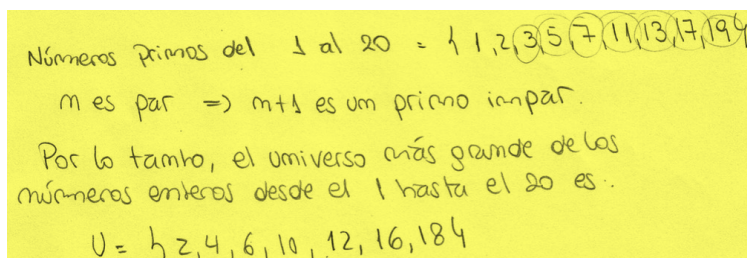 Números primos del 1 al 20 = { 1, 2, 3, 5, 7, 11, 13, 17, 19 }
n es par => n+1 es un primo impar.
Por lo tanto, el universo más grande de los
números enteros desde el 1 hasta el 20 es:
U = { 2, 4, 6, 10, 12, 16, 18 }